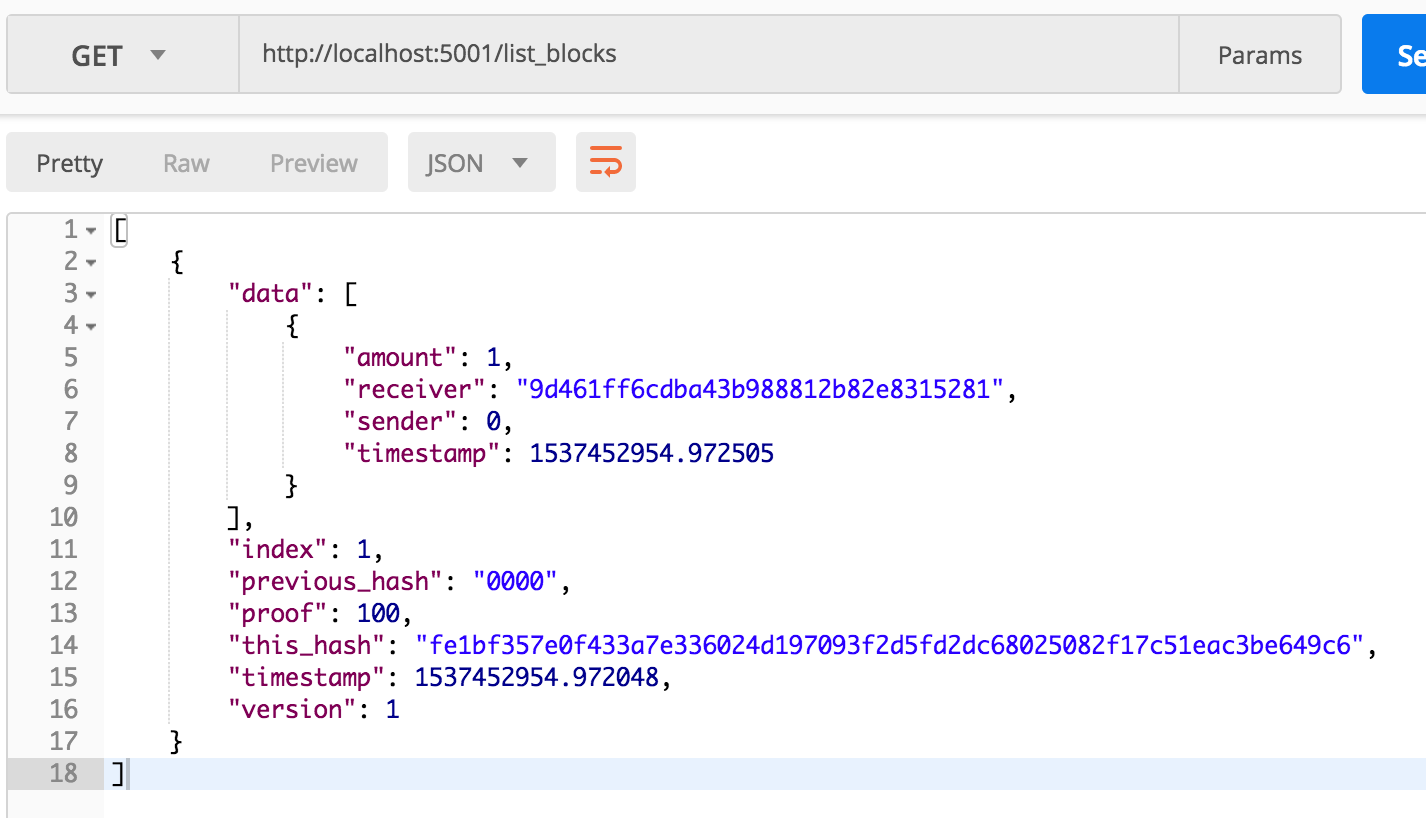 GET http://localhost:5001/list_blocks Params Se
Pretty Raw Preview JSON
1 [
2 {
3 "data": [
4 {
5 "amount": 1,
6 "receiver": "9d461ff6cdba43b988812b82e8315281",
7 "sender": 0,
8 "timestamp": 1537452954.972505
9 }
10 ],
11 "index": 1,
12 "previous_hash": "0000",
13 "proof": 100,
14 "this_hash": "fe1bf357e0f433a7e336024d197093f2d5fd2dc68025082f17c51eac3be649c6",
15 "timestamp": 1537452954.972048,
16 "version": 1
17 }
18 ]